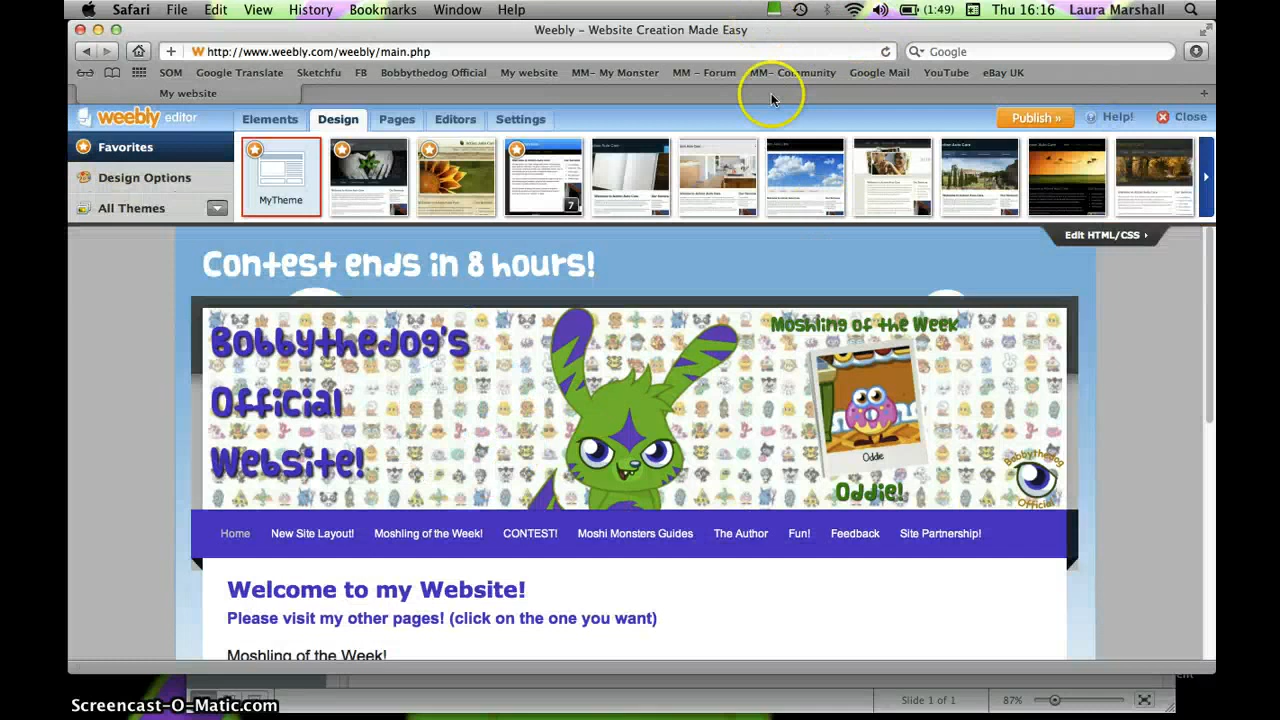 Safari File Edit View History Bookmarks Window Help (1:49) Thu 16:16 Laura Marshall
Weebly - Website Creation Made Easy
http://www.weebly.com/weebly/main.php Google
SOM Google Translate Sketchfu FB Bobbythedog Official My website MM- My Monster MM - Forum MM- Community Google Mail YouTube eBay UK
My website
weebly editor Elements Design Pages Editors Settings Publish » Help! Close
Favorites
Design Options
All Themes
MyTheme
7
Edit HTML/CSS
Contest ends in 8 hours!
Bobbythedog's
Official
Website!
Moshling of the Week
Oddie
Oddie!
Bobbythedog
Official
Home New Site Layout! Moshling of the Week! CONTEST! Moshi Monsters Guides The Author Fun! Feedback Site Partnership!
Welcome to my Website!
Please visit my other pages! (click on the one you want)
Moshling of the Week!
Slide 1 of 1 87%
Screencast-O-Matic.com